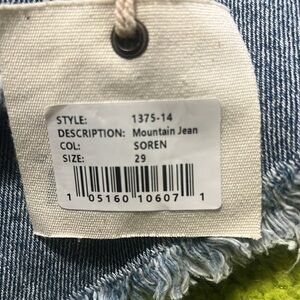 STYLE: 1375-14
DESCRIPTION: Mountain Jean
COL: SOREN
SIZE: 29
1 05160 10607 1